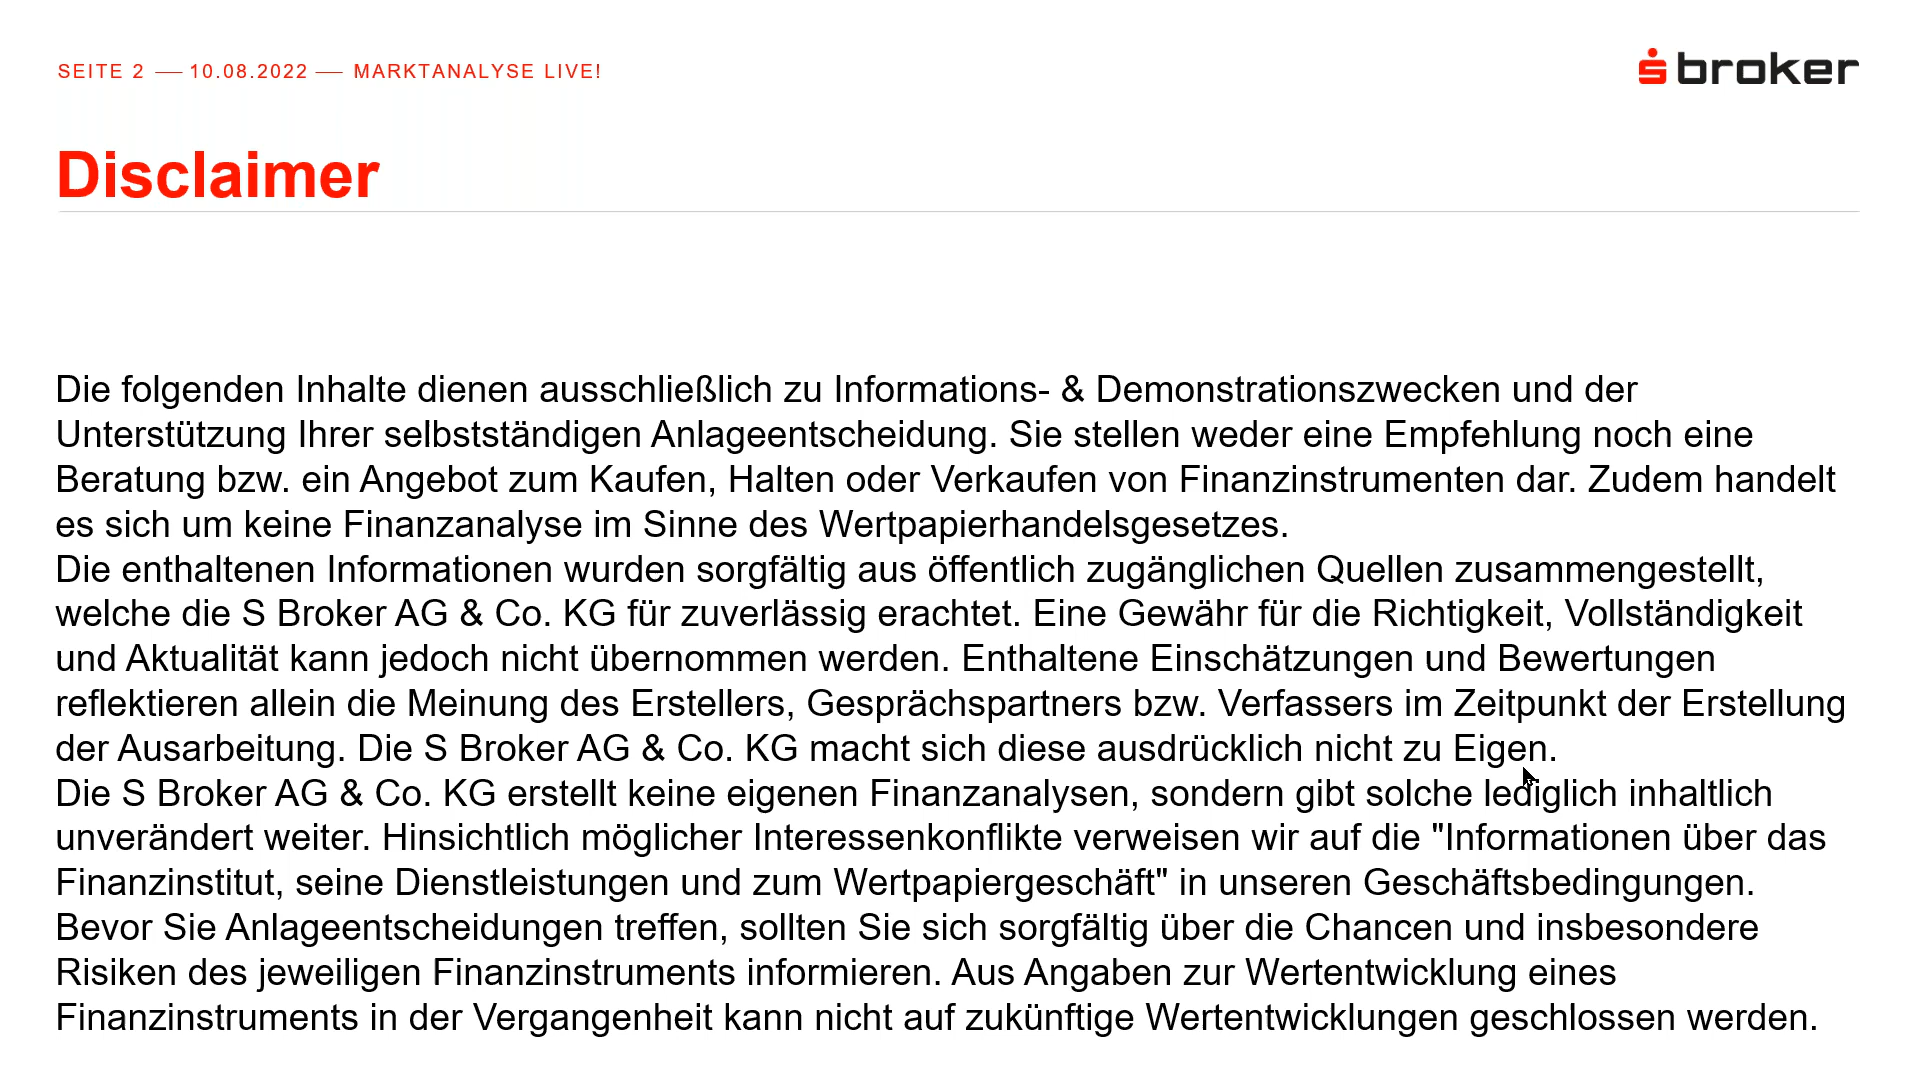 SEITE 2 — 10.08.2022 — MARKTANALYSE LIVE!
broker
Disclaimer
Die folgenden Inhalte dienen ausschließlich zu Informations- & Demonstrationszwecken und der
Unterstützung Ihrer selbstständigen Anlageentscheidung. Sie stellen weder eine Empfehlung noch eine
Beratung bzw. ein Angebot zum Kaufen, Halten oder Verkaufen von Finanzinstrumenten dar. Zudem handelt
es sich um keine Finanzanalyse im Sinne des Wertpapierhandelsgesetzes.
Die enthaltenen Informationen wurden sorgfältig aus öffentlich zugänglichen Quellen zusammengestellt,
welche die S Broker AG & Co. KG für zuverlässig erachtet. Eine Gewähr für die Richtigkeit, Vollständigkeit
und Aktualität kann jedoch nicht übernommen werden. Enthaltene Einschätzungen und Bewertungen
reflektieren allein die Meinung des Erstellers, Gesprächspartners bzw. Verfassers im Zeitpunkt der Erstellung
der Ausarbeitung. Die S Broker AG & Co. KG macht sich diese ausdrücklich nicht zu Eigen.
Die S Broker AG & Co. KG erstellt keine eigenen Finanzanalysen, sondern gibt solche lediglich inhaltlich
unverändert weiter. Hinsichtlich möglicher Interessenkonflikte verweisen wir auf die "Informationen über das
Finanzinstitut, seine Dienstleistungen und zum Wertpapiergeschäft" in unseren Geschäftsbedingungen.
Bevor Sie Anlageentscheidungen treffen, sollten Sie sich sorgfältig über die Chancen und insbesondere
Risiken des jeweiligen Finanzinstruments informieren. Aus Angaben zur Wertentwicklung eines
Finanzinstruments in der Vergangenheit kann nicht auf zukünftige Wertentwicklungen geschlossen werden.